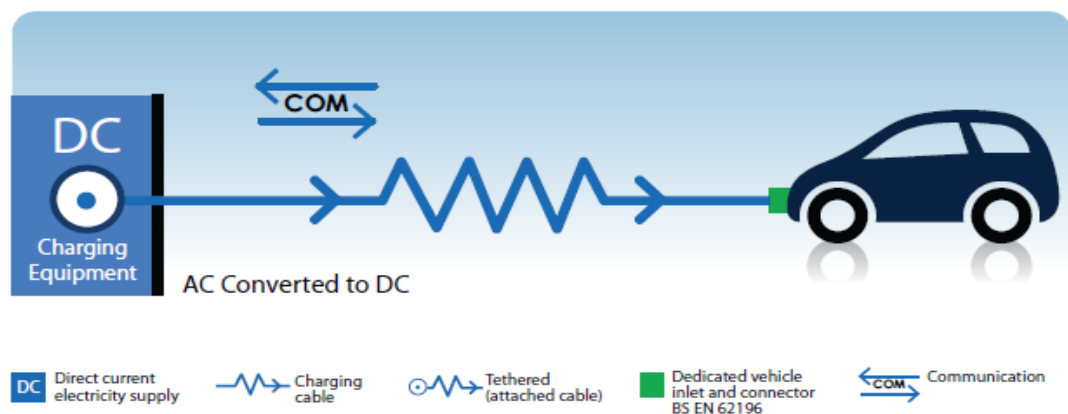 COM
DC
Charging
Equipment
AC Converted to DC
DC
Direct current
electricity supply
Charging
cable
Tethered
(attached cable)
Dedicated vehicle
inlet and connector
BS EN 62196
COM
Communication